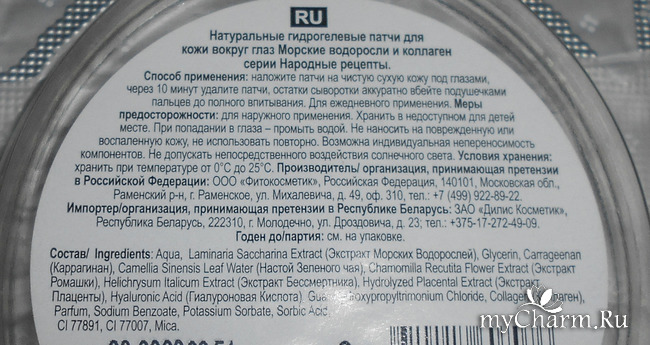 RU
Натуральные гидрогелевые патчи для
кожи вокруг глаз Морские водоросли и коллаген
серии Народные рецепты.
Способ применения: наложите патчи на чистую сухую кожу под глазами,
через 10 минут удалите патчи, остатки сыворотки аккуратно вбейте подушечками
пальцев до полного впитывания. Для ежедневного применения. Меры
предосторожности: для наружного применения. Хранить в недоступном для детей
месте. При попадании в глаза – промыть водой. Не наносить на поврежденную или
воспаленную кожу, не использовать повторно. Возможна индивидуальная непереносимость
компонентов. Не допускать непосредственного воздействия солнечного света. Условия хранения:
хранить при температуре от 0°C до 25°C. Производитель/ организация, принимающая претензии
в Российской Федерации: ООО «Фитокосметик», Российская Федерация, 140101, Московская обл.,
Раменский р-н, г. Раменское, ул. Михалевича, д. 49, оф. 310, тел.: +7 (499) 922-89-22.
Импортер/организация, принимающая претензии в Республике Беларусь: ЗАО «Дилис Косметик»,
Республика Беларусь, 222310, г. Молодечно, ул. Дроздовича, д. 23; тел.: +375-17-272-49-09.
Годен до/партия: см. на упаковке.
Состав/ Ingredients: Aqua, Laminaria Saccharina Extract (Экстракт Морских Водорослей), Glycerin, Carrageenan
(Каррагинан), Camellia Sinensis Leaf Water (Настой Зеленого чая), Chamomilla Recutita Flower Extract (Экстракт
Ромашки), Helichrysum Italicum Extract (Экстракт Бессмертника), Hydrolyzed Placental Extract (Экстракт
Плаценты), Hyaluronic Acid (Гиалуроновая Кислота)
Parfum, Sodium Benzoate, Potassium Sorbate, Sorbic Acid
CI 77891, CI 77007, Mica.
myCharm.Ru